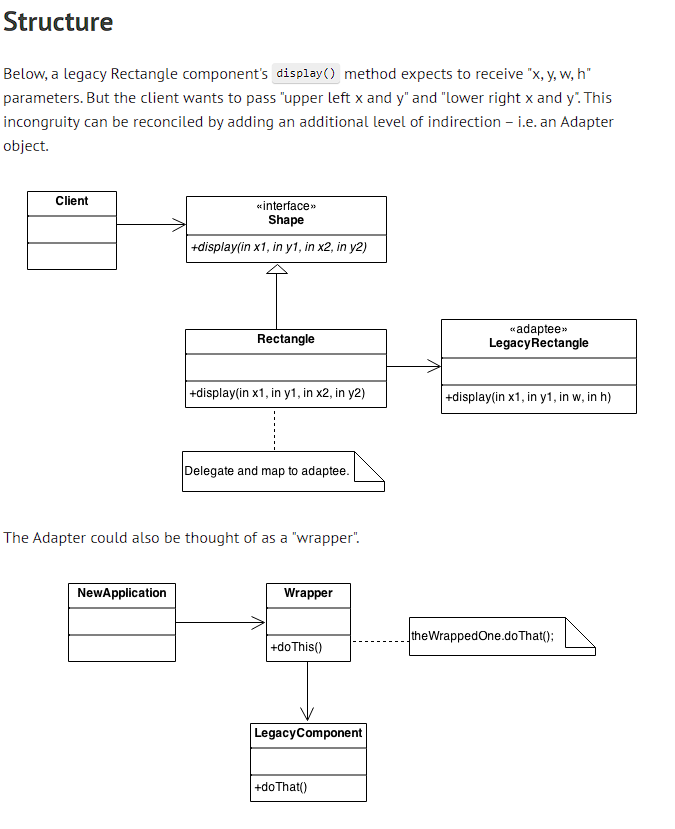 Structure
Below, a legacy Rectangle component's display() method expects to receive "x, y, w, h"
parameters. But the client wants to pass "upper left x and y" and "lower right x and y". This
incongruity can be reconciled by adding an additional level of indirection – i.e. an Adapter
object.
Client
«interface»
Shape
+display(in x1, in y1, in x2, in y2)
Rectangle
+display(in x1, in y1, in x2, in y2)
«adaptee»
LegacyRectangle
+display(in x1, in y1, in w, in h)
Delegate and map to adaptee.
The Adapter could also be thought of as a "wrapper".
NewApplication
Wrapper
+doThis()
theWrappedOne.doThat();
LegacyComponent
+doThat()